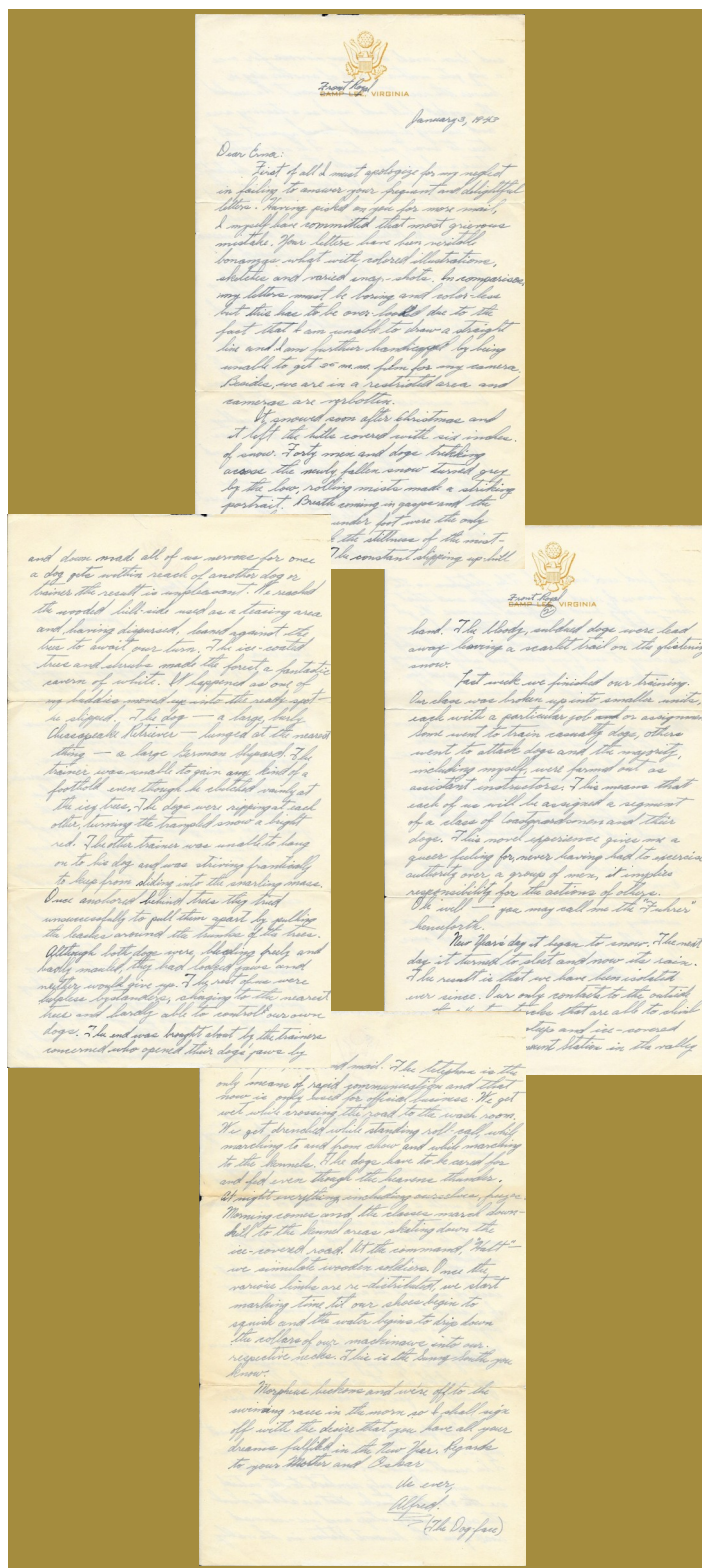 Front Royal
CAMP LEE, VIRGINIA
January 3, 1943
Dear Erna:
First of all I must apologize for my neglect
in failing to answer your frequent and delightful
letters. Having picked on you for more mail,
I myself have committed that most grievous
mistake. Your letters have been veritable
bonanzas what with colored illustrations,
sketches and varied snap-shots. In comparison,
my letters must be boring and color-less
but this has to be over-looked due to the
fact that I am unable to draw a straight
line and I am further handicapped by being
unable to get 35 m.m. film for my camera.
Besides, we are in a restricted area and
cameras are verboten.
It snowed soon after Christmas and
it left the hills covered with six inches
of snow. Forty men and dogs trekking
across the newly fallen snow turned grey
by the low, rolling mists made a striking
portrait. Breath coming in gasps and the
under foot were the only
the stillness of the
The constant slipping up-hill
and down made all of us nervous for once
a dog gets within reach of another dog or
trainer the result is unpleasant. We reached
the wooded hill-side used as a teasing area
and having dispersed, leaned against the
trees to await our turn. The ice-coated
trees and shrubs made the forest a fantastic
cavern of white. It happened as one of
my buddies moved up into the ready spot –
he slipped. The dog — a large, burly
Chesapeake Retriever — lunged at the nearest
thing — a large German Shepard. The
trainer was unable to gain any kind of a
foothold even though he clutched vainly at
the icy trees. The dogs were ripping at each
other, turning the trampled snow a bright
red. The other trainer was unable to hang
on to his dog and was striving frantically
to keep from sliding into the snarling mass.
Once anchored behind trees they tried
unsuccessfully to pull them apart by pulling
the leashes around the trunks of the trees.
Although both dogs were bleeding freely and
badly mauled, they had locked jaws and
neither would give up. The rest of us were
helpless bystanders, clinging to the nearest
trees and hardly able to control our own
dogs. The end was brought about by the trainers
concerned who opened their dogs jaws by
Front Royal
CAMP LEE, VIRGINIA
②
hand. The bloody, subdued dogs were lead
away leaving a scarlet trail on the glistening
snow.
Last week we finished our training.
Our class was broken up into smaller units,
each with a particular job and or assignment.
Some went to train casualty dogs, others
went to attack dogs and the majority,
including myself, were farmed out as
assistant instructors. This means that
each of us will be assigned a segment
of a class of Coastguardsmen and their
dogs. This novel experience gives me a
queer feeling for, never having had to exercise
authority over a group of men, it implies
responsibility for the actions of others.
Oh well — you may call me the "Fuhrer"
henceforth.
New Year's day it began to snow. The next
day it turned to sleet and now its rain.
The result is that we have been isolated
ever since. Our only contacts to the outside
that are able to skid
steeps and ice-covered
Remount Station in the valley
and mail. The telephone is the
only means of rapid communication and that
now is only used for official business. We get
wet while crossing the road to the wash room.
We get drenched while standing roll-call, while
marching to and from chow and while marching
to the kennels. The dogs have to be cared for
and fed even though the heavens thunder.
At night everything, including ourselves, freezes.
Morning comes and the classes march down-
hill to the kennel areas skating down the
ice-covered road. At the command, "Halt" –
we simulate wooden soldiers. Once the
various limbs are re-distributed, we start
marking time til our shoes begin to
squish and the water begins to drip down
the collars of our mackinaws into our
respective necks. This is the Sunny South you
know.
Morpheus beckons and we're off to the
swimming races in the morn so I shall sign
off with the desire that you have all your
dreams fulfilled in the New Year. Regards
to your Mother and Oskar
As ever,
Alfred.
(The Dog face)